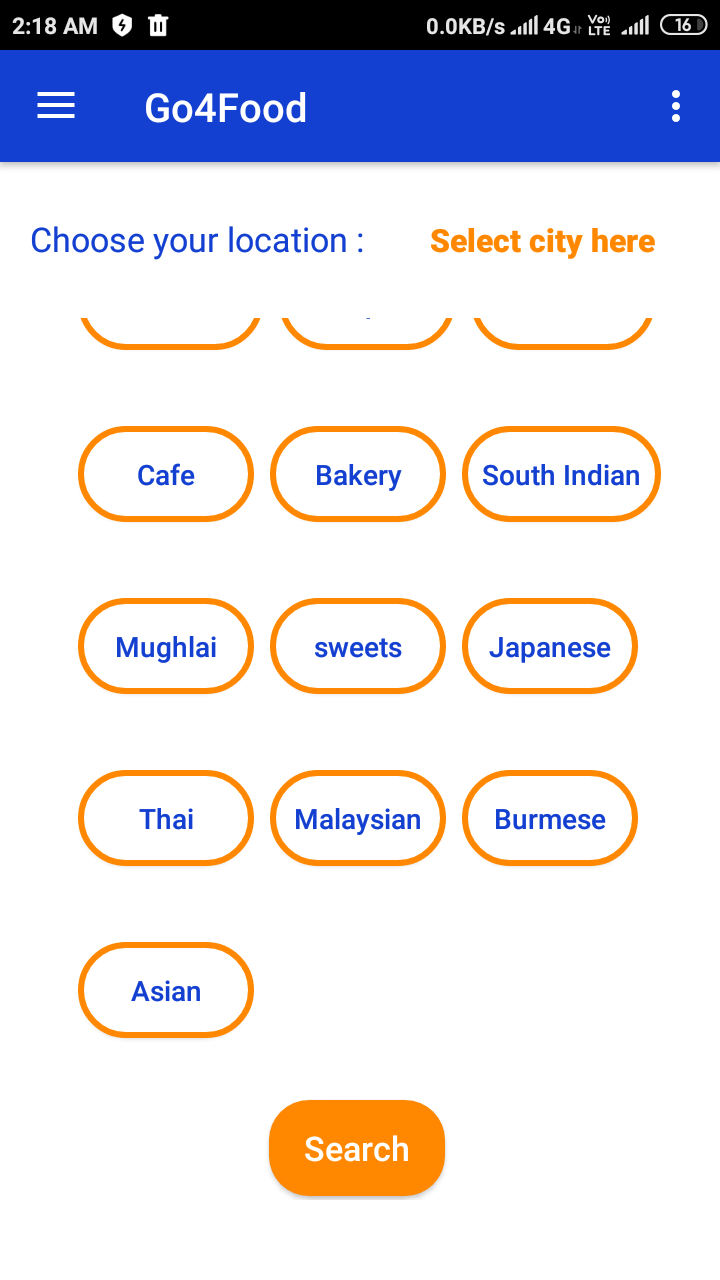 2:18 AM 0.0KB/s 4G Vo) LTE 16
Go4Food
Choose your location : Select city here
Cafe Bakery South Indian
Mughlai sweets Japanese
Thai Malaysian Burmese
Asian
Search